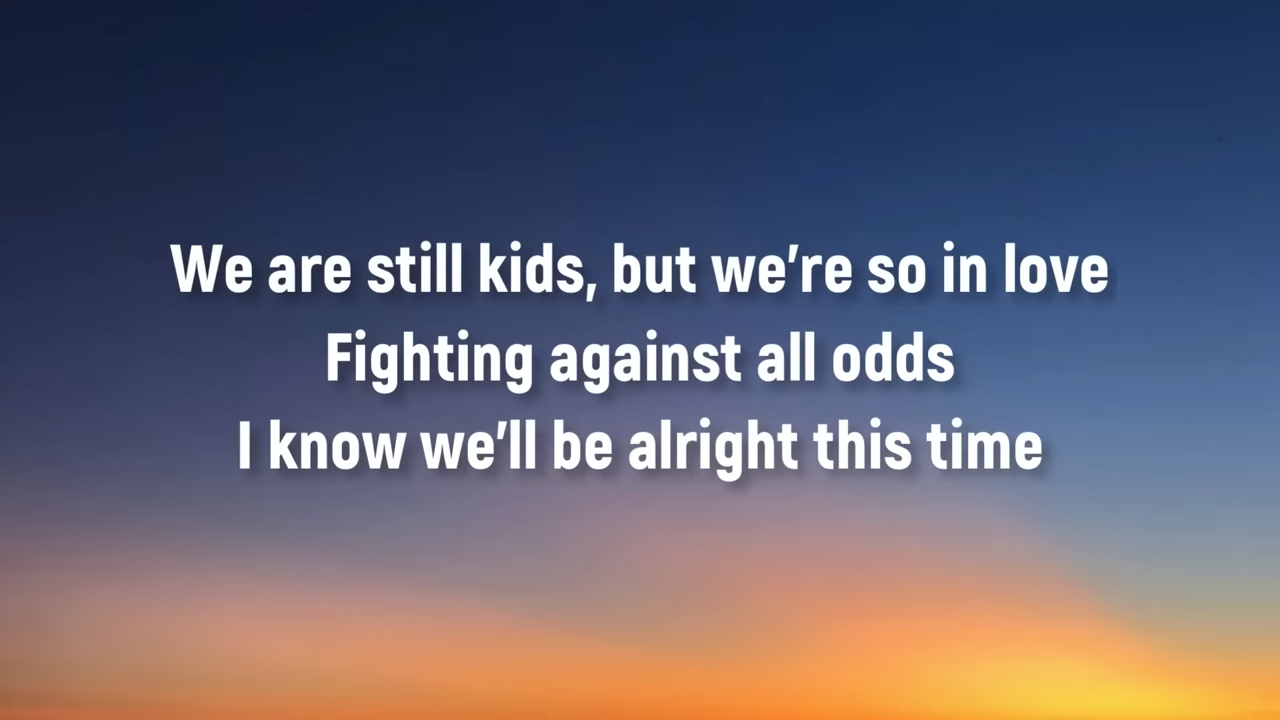 We are still kids, but we’re so in love
Fighting against all odds
I know we’ll be alright this time